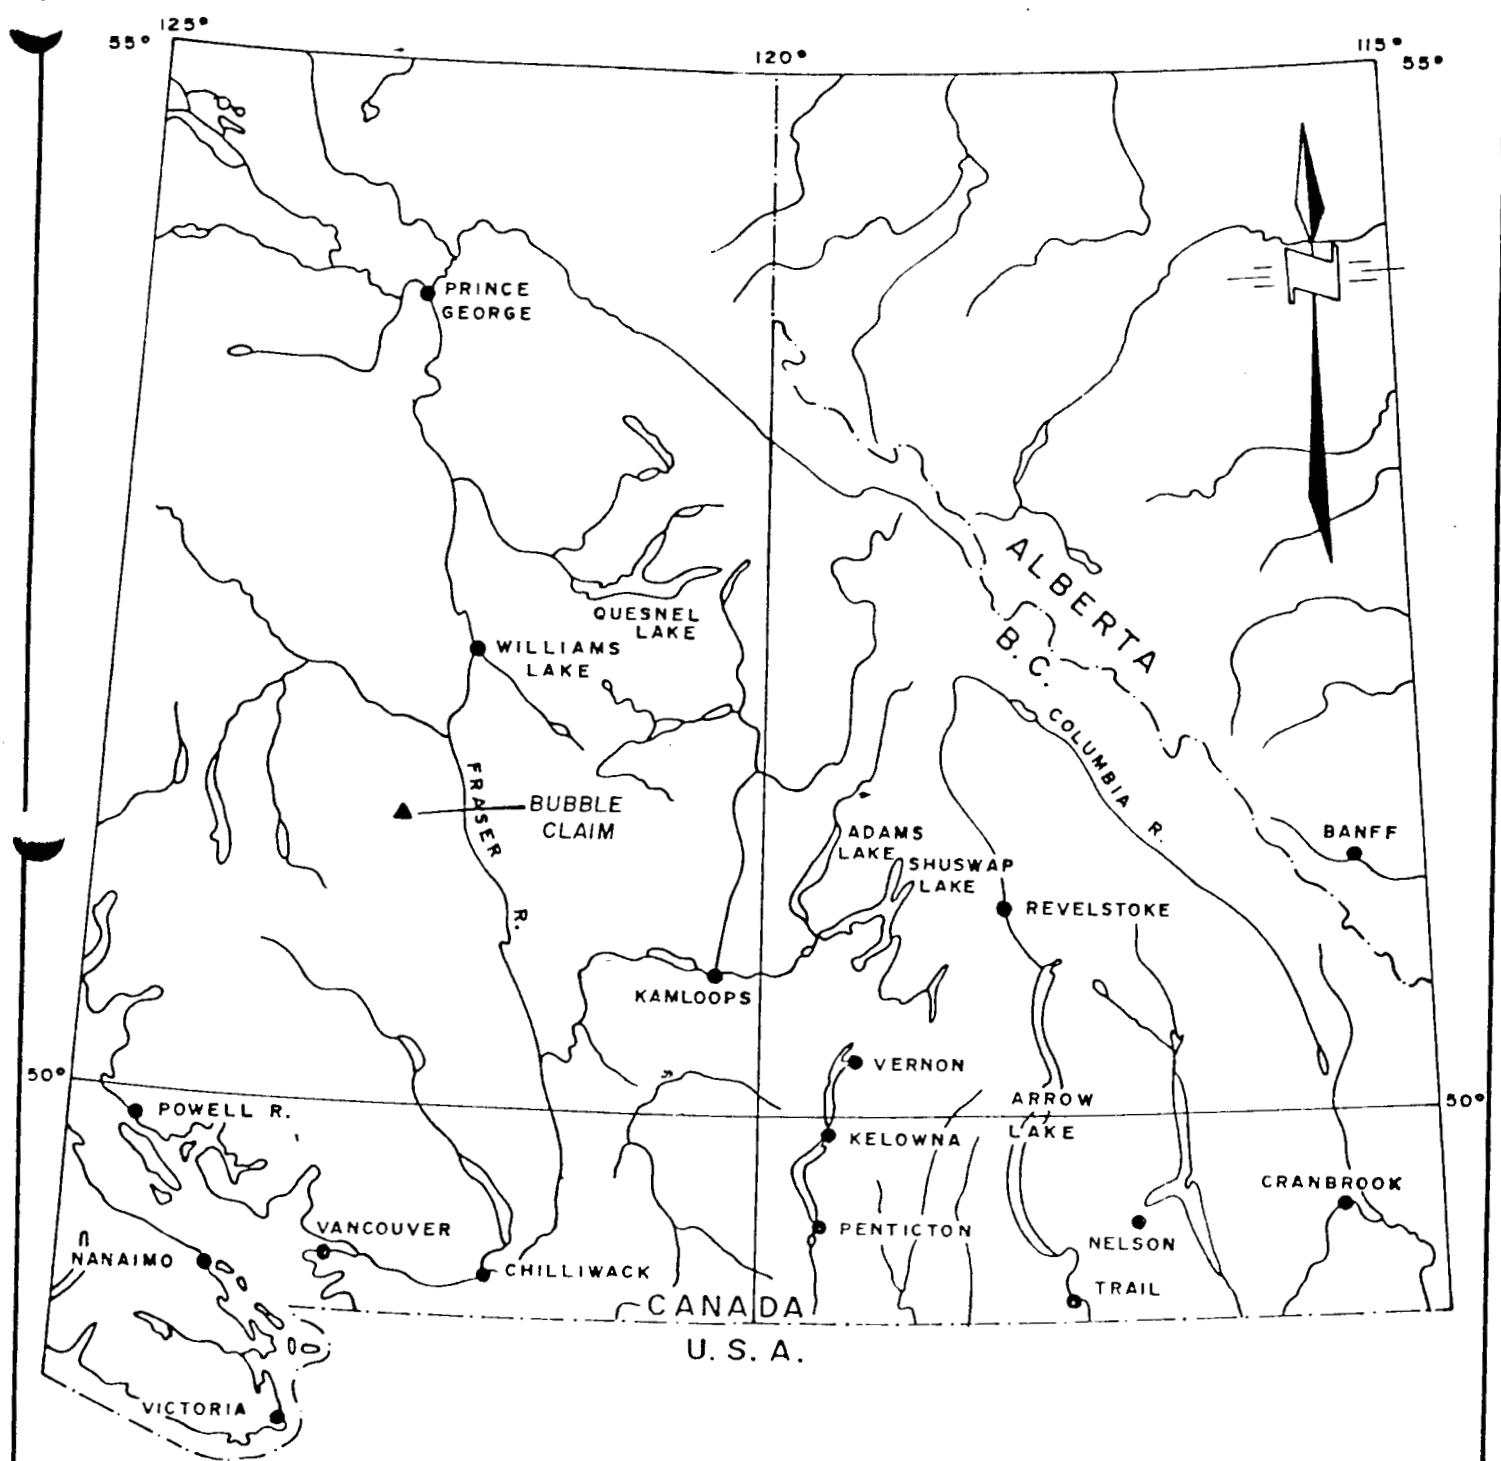 125°
55°
120°
115°
55°
PRINCE
GEORGE
ALBERTA
B.C.
QUESNEL
LAKE
WILLIAMS
LAKE
COLUMBIA R.
FRASER R.
BUBBLE
CLAIM
ADAMS
LAKE
SHUSWAP
LAKE
BANFF
REVELSTOKE
KAMLOOPS
VERNON
50°
50°
POWELL R.
ARROW
LAKE
KELOWNA
CRANBROOK
VANCOUVER
PENTICTON
NELSON
NANAIMO
CHILLIWACK
TRAIL
CANADA
U.S.A.
VICTORIA